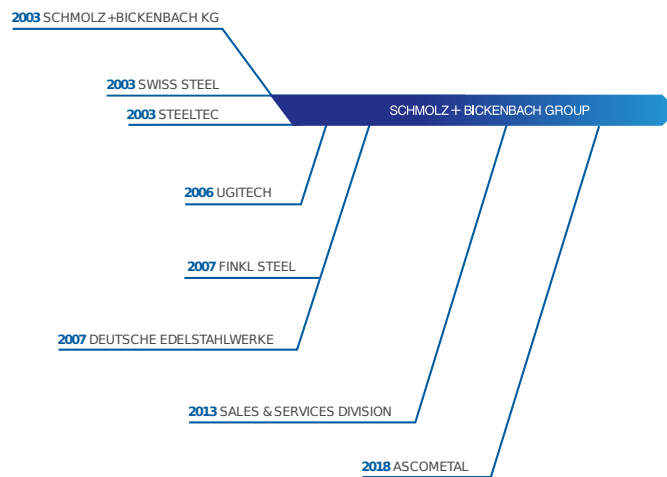 2003 SCHMOLZ+BICKENBACH KG
2003 SWISS STEEL
SCHMOLZ + BICKENBACH GROUP
2003 STEELTEC
2006 UGITECH
2007 FINKL STEEL
2007 DEUTSCHE EDELSTAHLWERKE
2013 SALES & SERVICES DIVISION
2018 ASCOMETAL